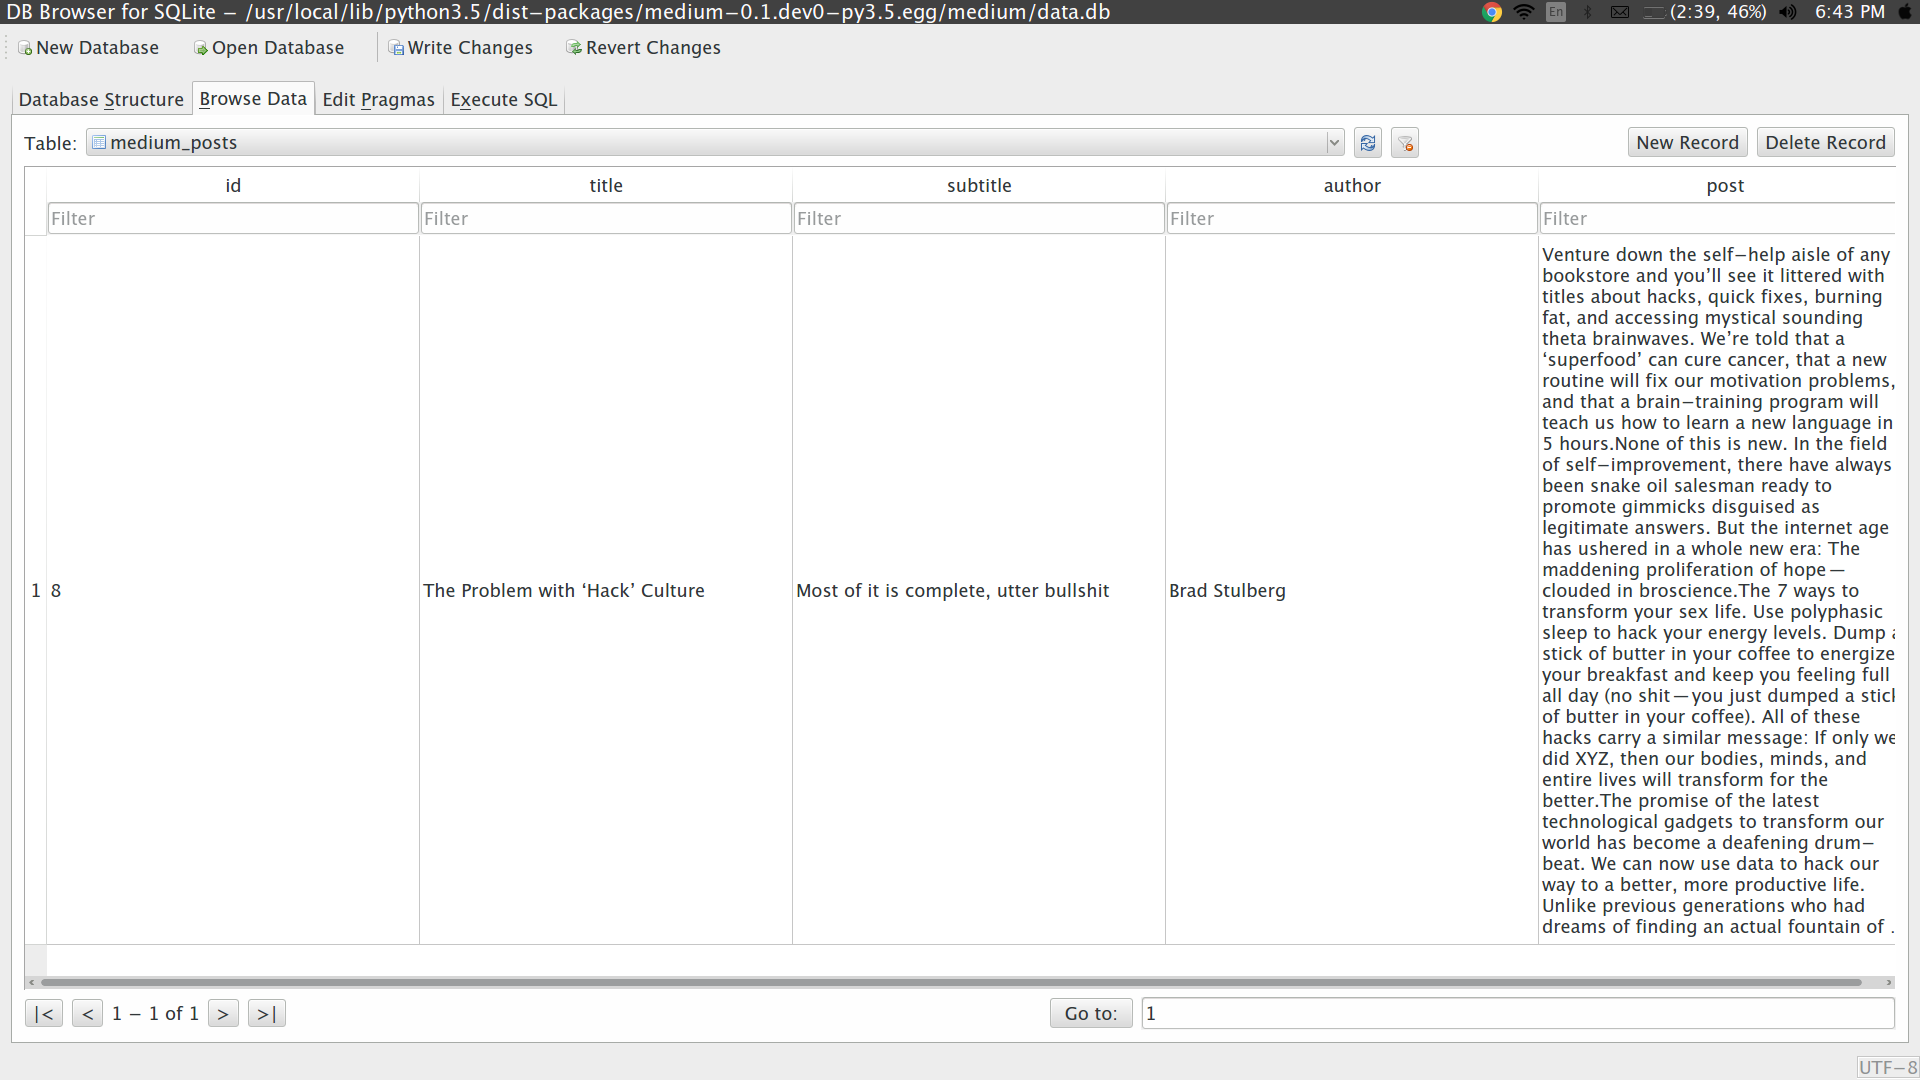 DB Browser for SQLite – /usr/local/lib/python3.5/dist-packages/medium-0.1.dev0-py3.5.egg/medium/data.db
En
(2:39, 46%)
6:43 PM
New Database
Open Database
Write Changes
Revert Changes
Database Structure
Browse Data
Edit Pragmas
Execute SQL
Table:
medium_posts
New Record
Delete Record
id
title
subtitle
author
post
Filter
Filter
Filter
Filter
Filter
1
8
The Problem with ‘Hack’ Culture
Most of it is complete, utter bullshit
Brad Stulberg
Venture down the self-help aisle of any
bookstore and you’ll see it littered with
titles about hacks, quick fixes, burning
fat, and accessing mystical sounding
theta brainwaves. We’re told that a
‘superfood’ can cure cancer, that a new
routine will fix our motivation problems,
and that a brain-training program will
teach us how to learn a new language in
5 hours.None of this is new. In the field
of self-improvement, there have always
been snake oil salesman ready to
promote gimmicks disguised as
legitimate answers. But the internet age
has ushered in a whole new era: The
maddening proliferation of hope —
clouded in broscience.The 7 ways to
transform your sex life. Use polyphasic
sleep to hack your energy levels. Dump a
stick of butter in your coffee to energize
your breakfast and keep you feeling full
all day (no shit — you just dumped a stick
of butter in your coffee). All of these
hacks carry a similar message: If only we
did XYZ, then our bodies, minds, and
entire lives will transform for the
better.The promise of the latest
technological gadgets to transform our
world has become a deafening drum-
beat. We can now use data to hack our
way to a better, more productive life.
Unlike previous generations who had
dreams of finding an actual fountain of .
|<
<
1 – 1 of 1
>
>|
Go to:
1
UTF-8